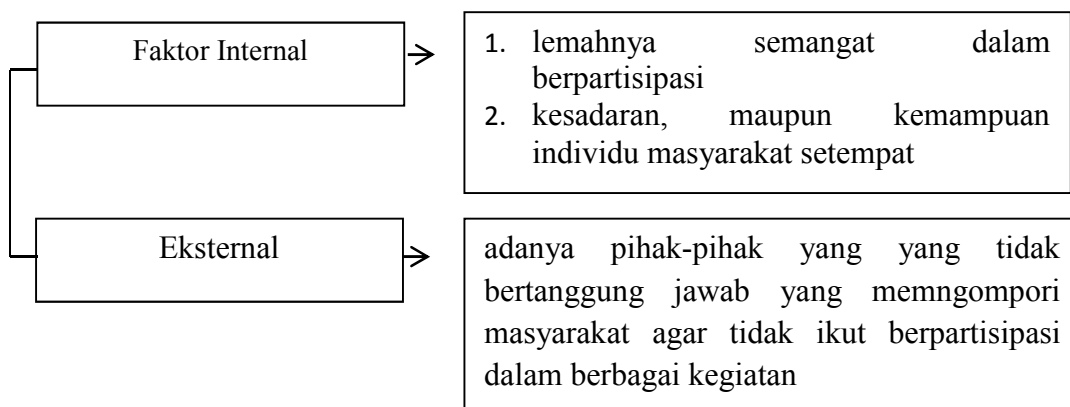 Faktor Internal
1. lemahnya semangat dalam
berpartisipasi
2. kesadaran, maupun kemampuan
individu masyarakat setempat
Eksternal
adanya pihak-pihak yang yang tidak
bertanggung jawab yang memngompori
masyarakat agar tidak ikut berpartisipasi
dalam berbagai kegiatan